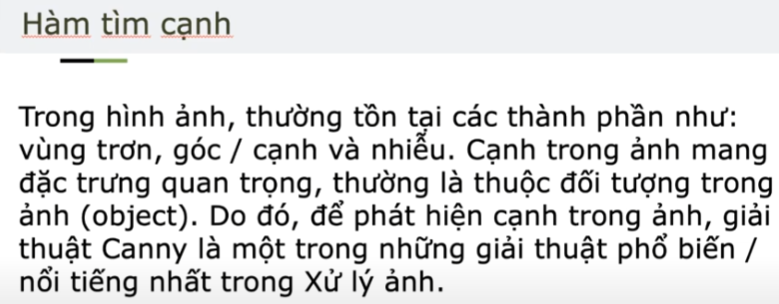 Hàm tìm cạnh
Trong hình ảnh, thường tồn tại các thành phần như:
vùng trơn, góc / cạnh và nhiễu. Cạnh trong ảnh mang
đặc trưng quan trọng, thường là thuộc đối tượng trong
ảnh (object). Do đó, để phát hiện cạnh trong ảnh, giải
thuật Canny là một trong những giải thuật phổ biến /
nổi tiếng nhất trong Xử lý ảnh.